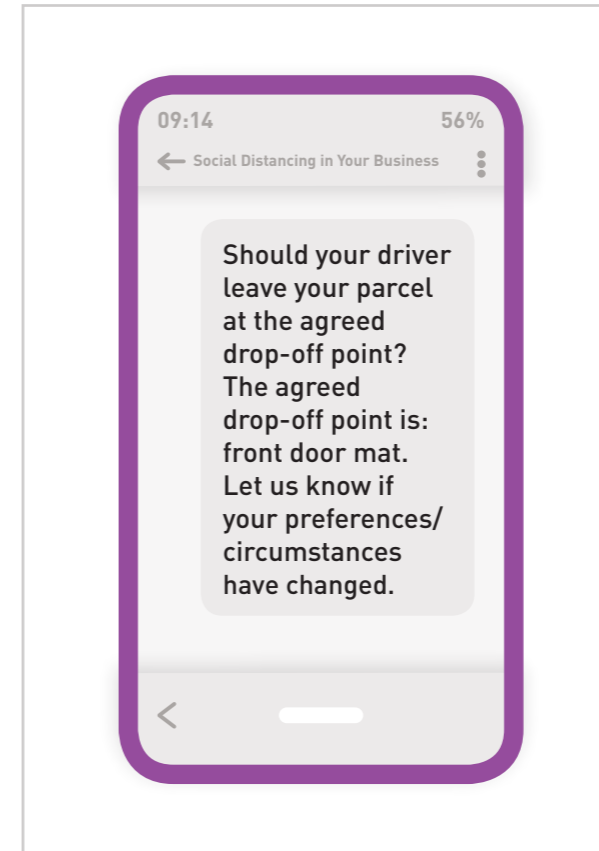 09:14 56%
Social Distancing in Your Business
Should your driver
leave your parcel
at the agreed
drop-off point?
The agreed
drop-off point is:
front door mat.
Let us know if
your preferences/
circumstances
have changed.